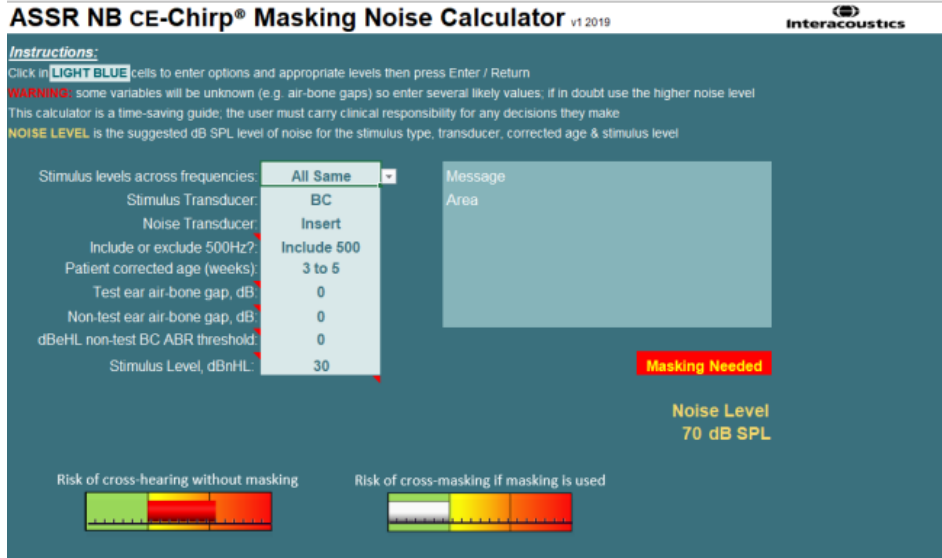 ASSR NB CE-Chirp® Masking Noise Calculator v1 2019
Interacoustics
Instructions:
Click in LIGHT BLUE cells to enter options and appropriate levels then press Enter / Return
WARNING: some variables will be unknown (e.g. air-bone gaps) so enter several likely values; if in doubt use the higher noise level
This calculator is a time-saving guide; the user must carry clinical responsibility for any decisions they make
NOISE LEVEL is the suggested dB SPL level of noise for the stimulus type, transducer, corrected age & stimulus level
Stimulus levels across frequencies: All Same
Stimulus Transducer: BC
Noise Transducer: Insert
Include or exclude 500Hz?: Include 500
Patient corrected age (weeks): 3 to 5
Test ear air-bone gap, dB: 0
Non-test ear air-bone gap, dB: 0
dBeHL non-test BC ABR threshold: 0
Stimulus Level, dBnHL: 30
Message
Area
Masking Needed
Noise Level
70 dB SPL
Risk of cross-hearing without masking
Risk of cross-masking if masking is used